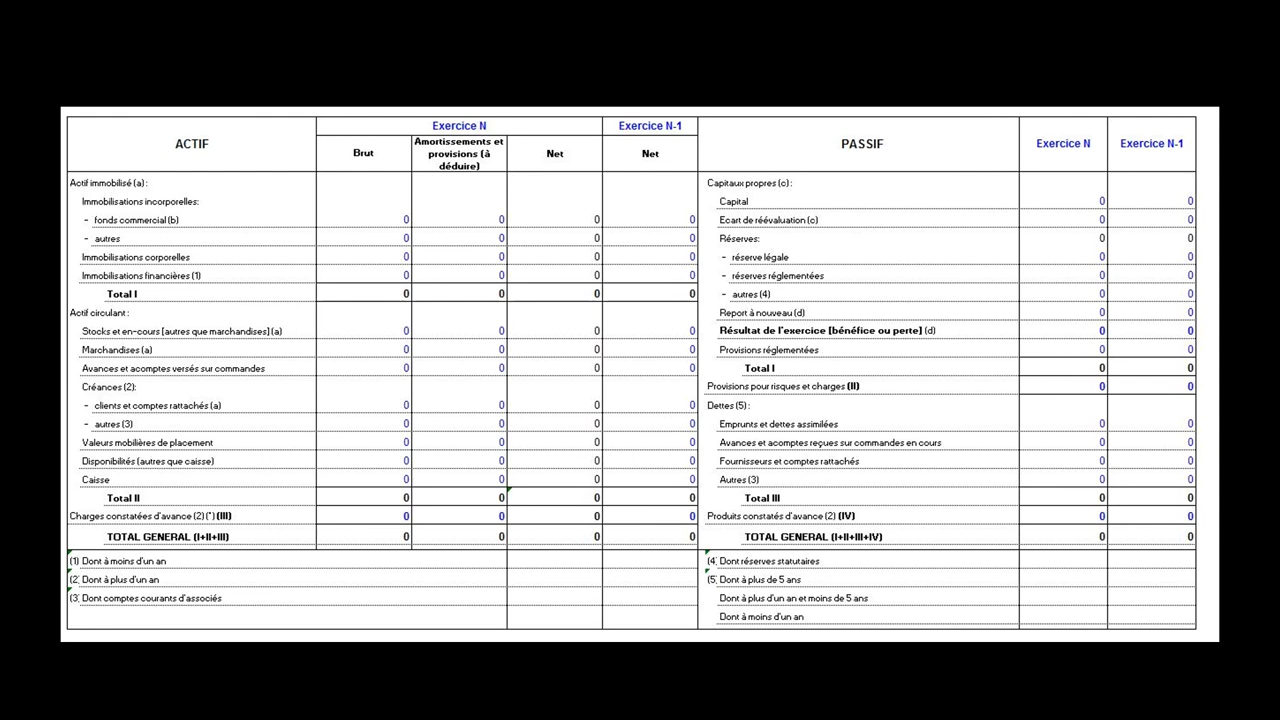 ACTIF Exercice N Exercice N-1 PASSIF Exercice N Exercice N-1
Brut Amortissements et provisions (à déduire) Net Net
Actif immobilisé (a) : Capitaux propres (c) :
Immobilisations incorporelles: Capital 0 0
- fonds commercial (b) 0 0 0 0 Ecart de réévaluation (c) 0 0
- autres 0 0 0 0 Réserves: 0 0
Immobilisations corporelles 0 0 0 0 - réserve légale 0 0
Immobilisations financières (1) 0 0 0 0 - réserves réglementées 0 0
Total I 0 0 0 0 - autres (4) 0 0
Actif circulant : Report à nouveau (d) 0 0
Stocks et en-cours [autres que marchandises] (a) 0 0 0 0 Résultat de l'exercice [bénéfice ou perte] (d) 0 0
Marchandises (a) 0 0 0 0 Provisions réglementées 0 0
Avances et acomptes versés sur commandes 0 0 0 0 Total I 0 0
Créances (2): Provisions pour risques et charges (II) 0 0
- clients et comptes rattachés (a) 0 0 0 0 Dettes (5) :
- autres (3) 0 0 0 0 Emprunts et dettes assimilées 0 0
Valeurs mobilières de placement 0 0 0 0 Avances et acomptes reçues sur commandes en cours 0 0
Disponibilités (autres que caisse) 0 0 0 0 Fournisseurs et comptes rattachés 0 0
Caisse 0 0 0 0 Autres (3) 0 0
Total II 0 0 0 0 Total III 0 0
Charges constatées d'avance (2) (*) (III) 0 0 0 0 Produits constatés d'avance (2) (IV) 0 0
TOTAL GENERAL (I+II+III) 0 0 0 0 TOTAL GENERAL (I+II+III+IV) 0 0
(1) Dont à moins d'un an (4) Dont réserves statutaires
(2) Dont à plus d'un an (5) Dont à plus de 5 ans
(3) Dont comptes courants d'associés Dont à plus d'un an et moins de 5 ans
Dont à moins d'un an